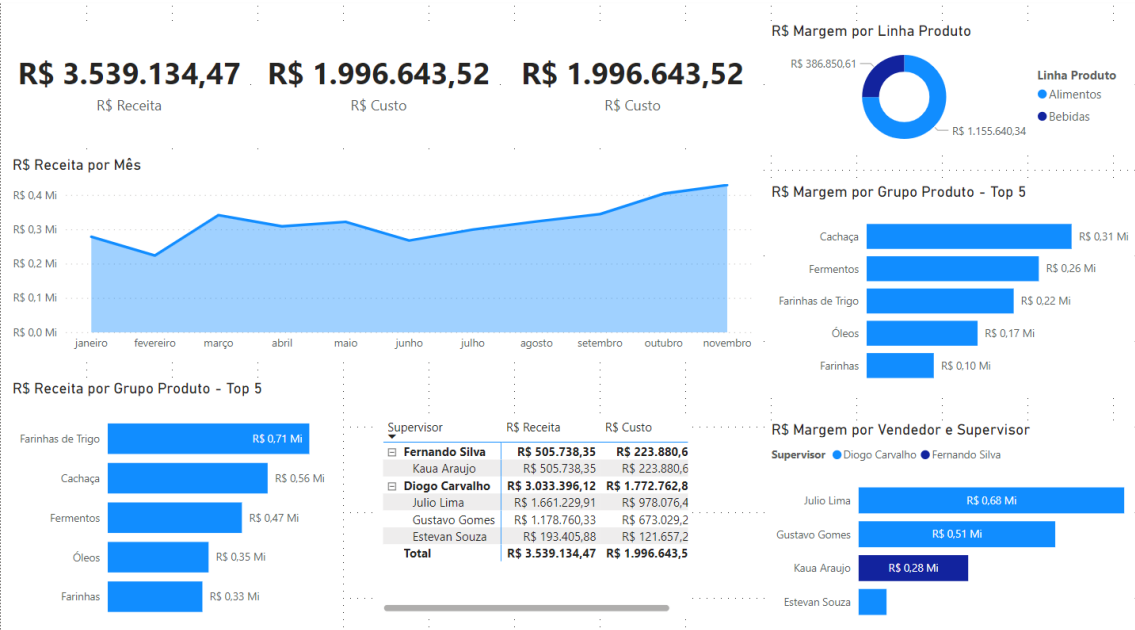 R$ 3.539.134,47
R$ Receita
R$ 1.996.643,52
R$ Custo
R$ 1.996.643,52
R$ Custo
R$ Margem por Linha Produto
R$ 386.850,61
R$ 1.155.640,34
Linha Produto
Alimentos
Bebidas
R$ Receita por Mês
R$ 0,4 Mi
R$ 0,3 Mi
R$ 0,2 Mi
R$ 0,1 Mi
R$ 0,0 Mi
janeiro fevereiro março abril maio junho julho agosto setembro outubro novembro
R$ Margem por Grupo Produto - Top 5
Cachaça R$ 0,31 Mi
Fermentos R$ 0,26 Mi
Farinhas de Trigo R$ 0,22 Mi
Óleos R$ 0,17 Mi
Farinhas R$ 0,10 Mi
R$ Receita por Grupo Produto - Top 5
Farinhas de Trigo R$ 0,71 Mi
Cachaça R$ 0,56 Mi
Fermentos R$ 0,47 Mi
Óleos R$ 0,35 Mi
Farinhas R$ 0,33 Mi
Supervisor R$ Receita R$ Custo
Fernando Silva R$ 505.738,35 R$ 223.880,6
Kaua Araujo R$ 505.738,35 R$ 223.880,6
Diogo Carvalho R$ 3.033.396,12 R$ 1.772.762,8
Julio Lima R$ 1.661.229,91 R$ 978.076,4
Gustavo Gomes R$ 1.178.760,33 R$ 673.029,2
Estevan Souza R$ 193.405,88 R$ 121.657,2
Total R$ 3.539.134,47 R$ 1.996.643,5
R$ Margem por Vendedor e Supervisor
Supervisor Diogo Carvalho Fernando Silva
Julio Lima R$ 0,68 Mi
Gustavo Gomes R$ 0,51 Mi
Kaua Araujo R$ 0,28 Mi
Estevan Souza